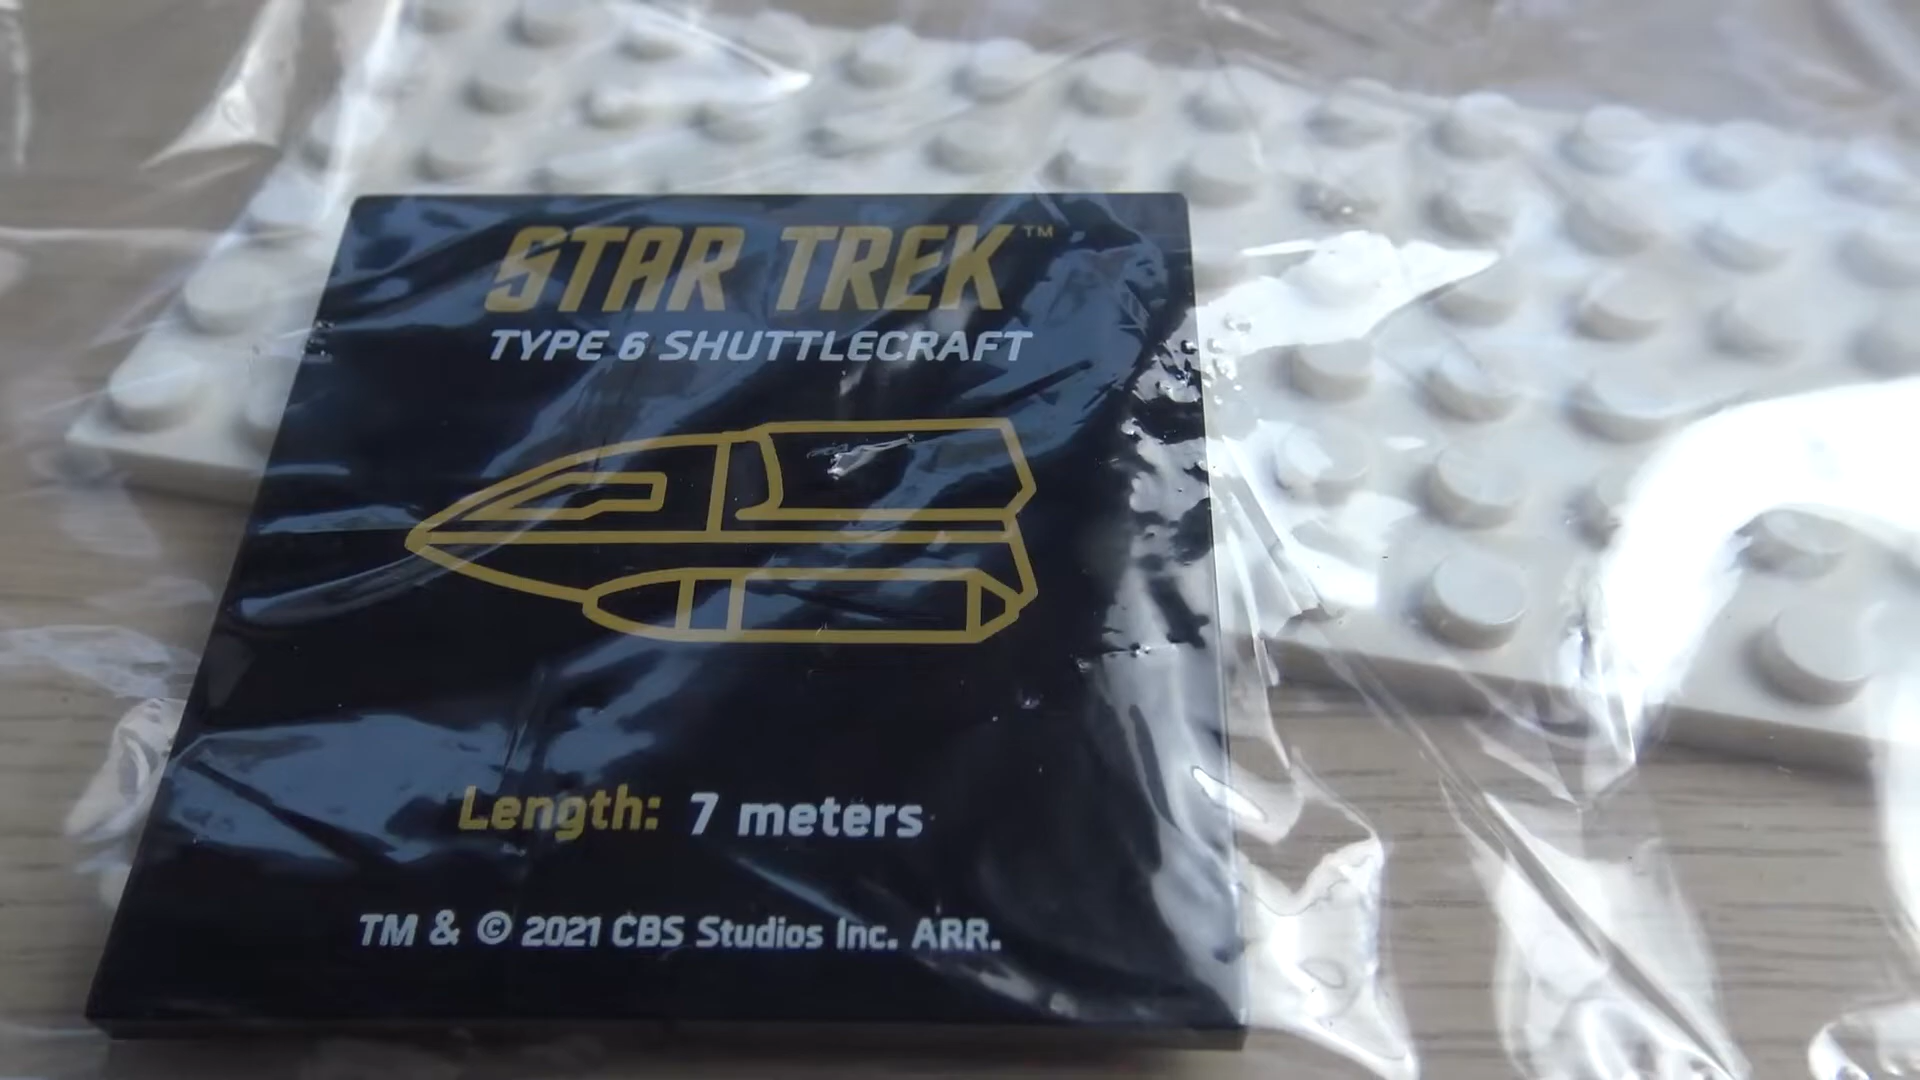 STAR TREK™
TYPE 6 SHUTTLECRAFT
Length: 7 meters
TM & © 2021 CBS Studios Inc. ARR.